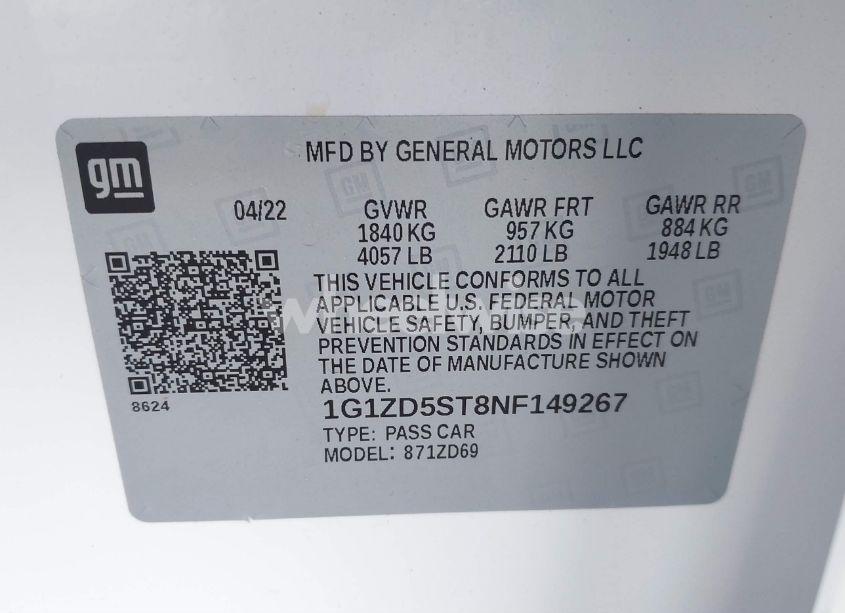 gm
MFD BY GENERAL MOTORS LLC
04/22 GVWR GAWR FRT GAWR RR
1840 KG 957 KG 884 KG
4057 LB 2110 LB 1948 LB
THIS VEHICLE CONFORMS TO ALL
APPLICABLE U.S. FEDERAL MOTOR
VEHICLE SAFETY, BUMPER, AND THEFT
PREVENTION STANDARDS IN EFFECT ON
THE DATE OF MANUFACTURE SHOWN
ABOVE.
8624
1G1ZD5ST8NF149267
TYPE: PASS CAR
MODEL: 871ZD69